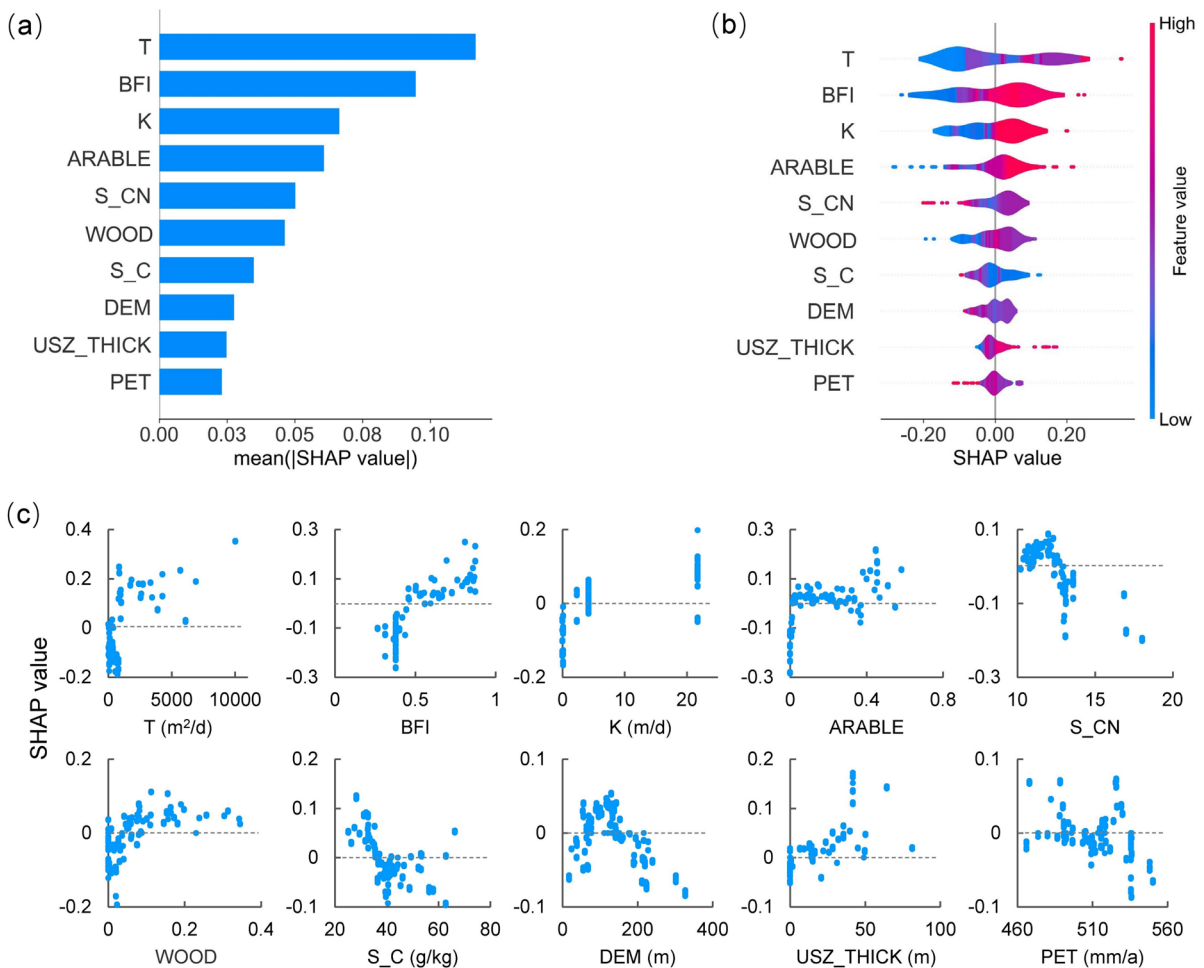 (a)
T
BFI
K
ARABLE
S_CN
WOOD
S_C
DEM
USZ_THICK
PET
0.00 0.03 0.05 0.08 0.10
mean(|SHAP value|)
(b)
T
BFI
K
ARABLE
S_CN
WOOD
S_C
DEM
USZ_THICK
PET
-0.20 0.00 0.20
SHAP value
High
Feature value
Low
(c)
SHAP value
0.4
0.2
0
-0.2
0 5000 10000
T (m²/d)
0.3
0.1
-0.1
-0.3
0 0.5 1
BFI
0.2
0
-0.2
0 10 20
K (m/d)
0.3
0.1
-0.1
-0.3
0 0.4 0.8
ARABLE
0.1
0
-0.1
-0.2
-0.3
10 15 20
S_CN
0.2
0
-0.2
0 0.2 0.4
WOOD
0.2
0.1
0
-0.1
20 40 60 80
S_C (g/kg)
0.1
0
-0.1
0 200 400
DEM (m)
0.2
0.1
0
-0.1
0 50 100
USZ_THICK (m)
0.1
0
-0.1
460 510 560
PET (mm/a)